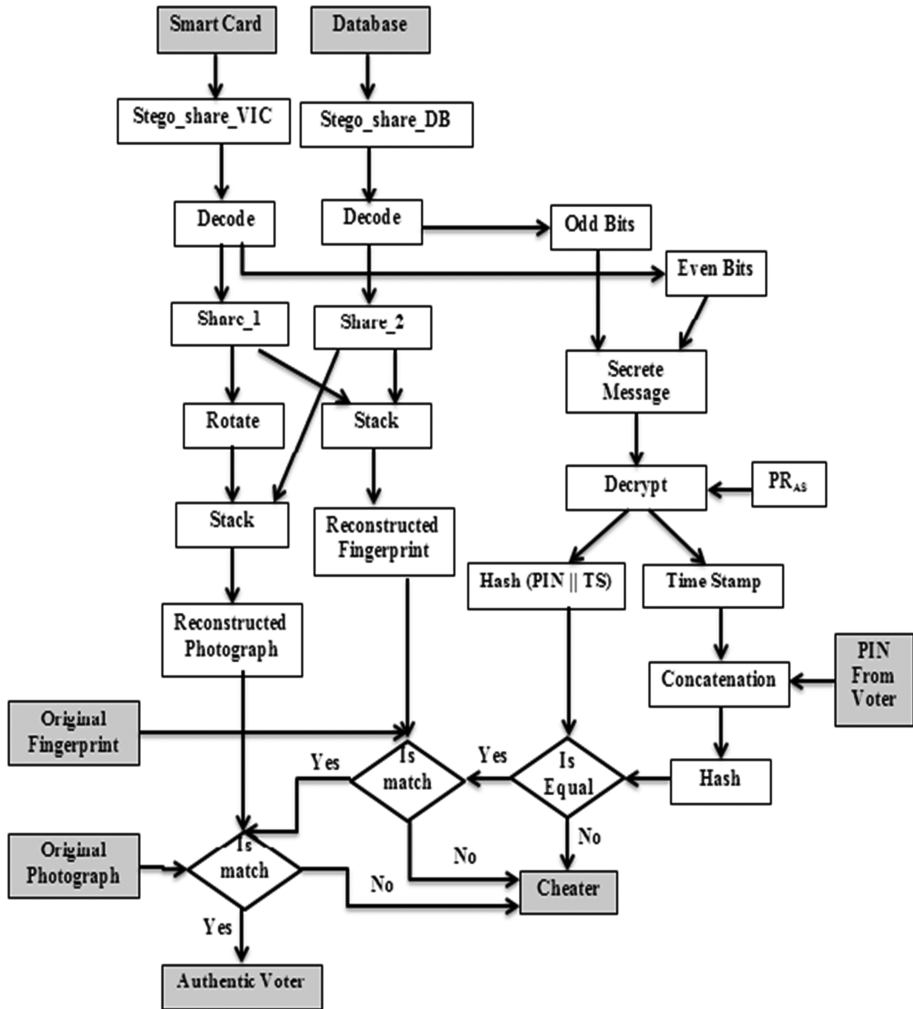 Smart Card
Database
Stego_share_VIC
Stego_share_DB
Decode
Decode
Odd Bits
Even Bits
Share_1
Share_2
Secrete
Message
Rotate
Stack
Decrypt
PRAS
Stack
Reconstructed
Fingerprint
Hash (PIN || TS)
Time Stamp
Reconstructed
Photograph
PIN
From
Voter
Concatenation
Original
Fingerprint
Is
match
Yes
Yes
Is
Equal
Hash
No
Original
Photograph
Is
match
No
No
Cheater
Yes
Authentic Voter